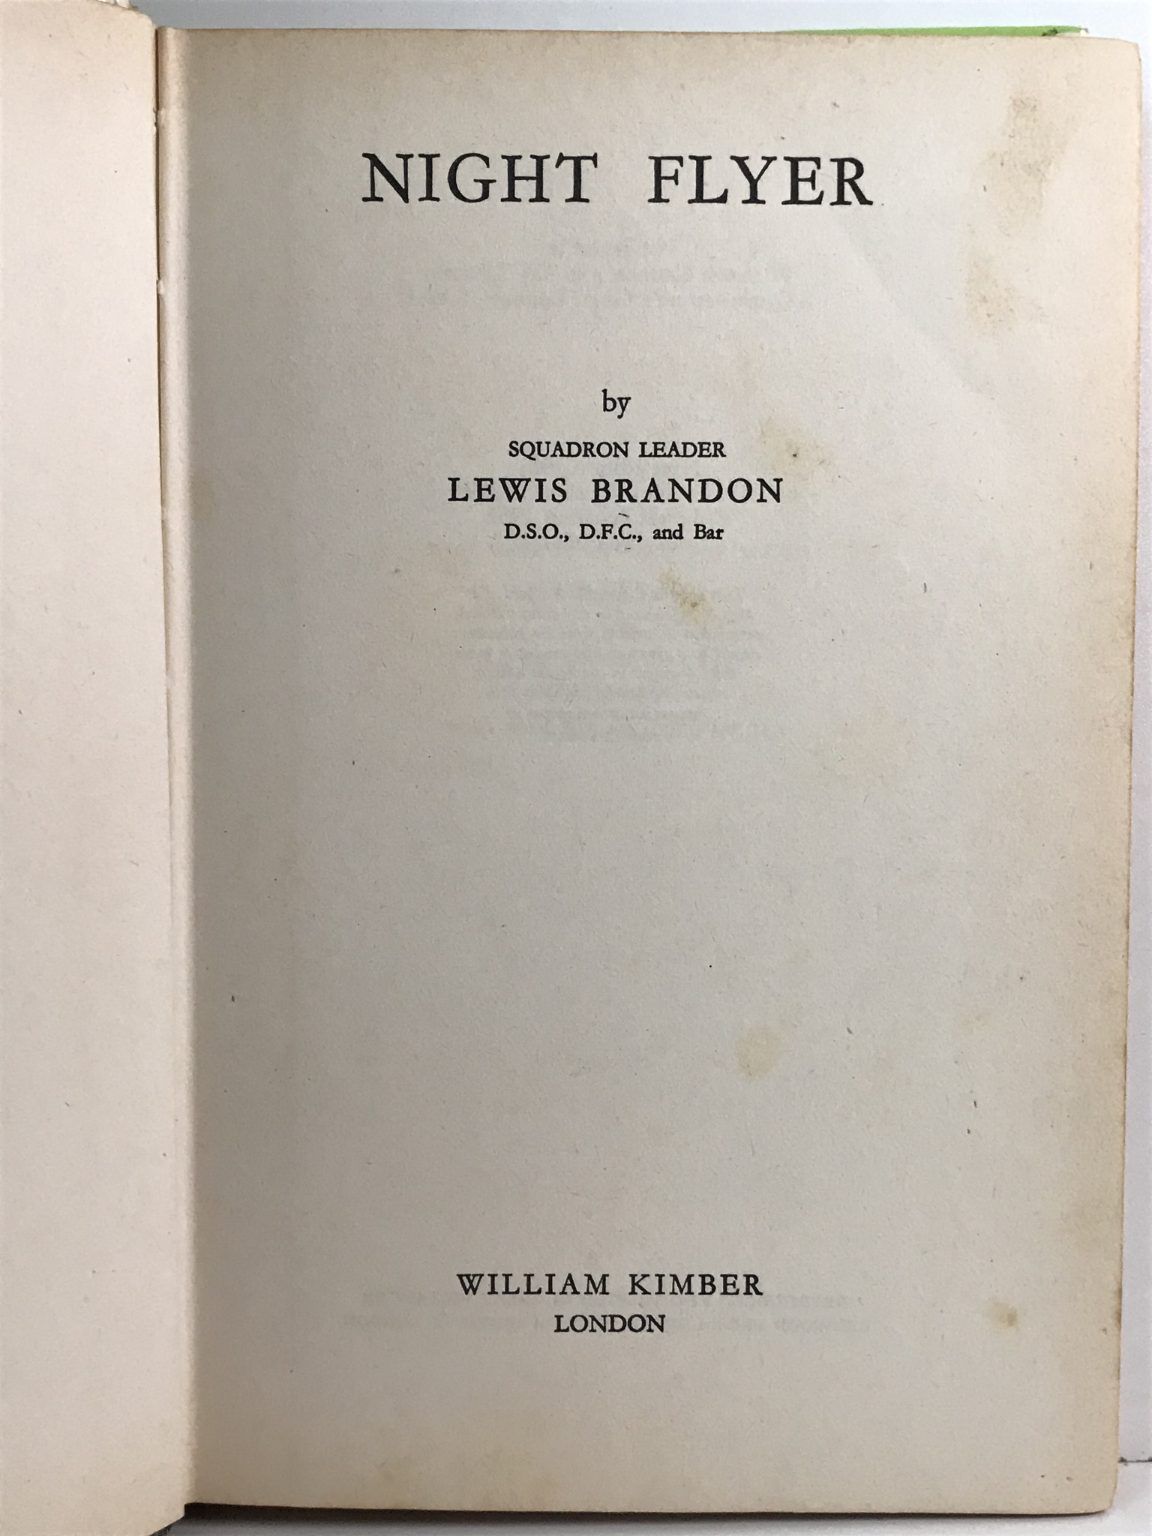 NIGHT FLYER
by
SQUADRON LEADER
LEWIS BRANDON
D.S.O., D.F.C., and Bar
WILLIAM KIMBER
LONDON